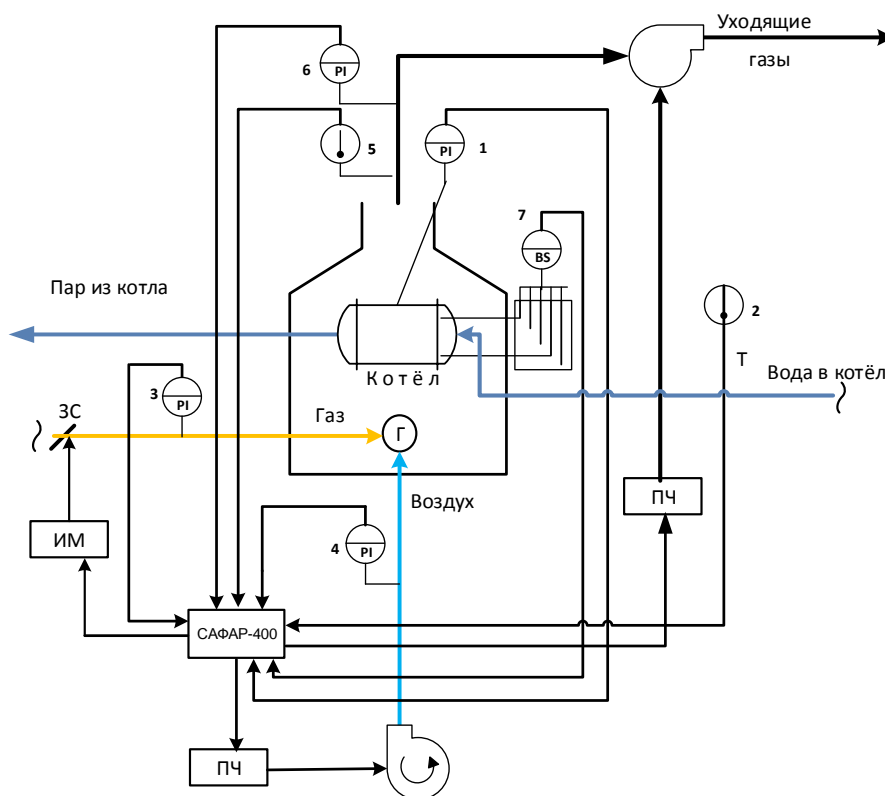 Уходящие
газы
6
PI
5
PI
1
7
BS
Пар из котла
2
Т
Котёл
Вода в котёл
3
PI
ЗС
Газ
Г
ПЧ
Воздух
ИМ
4
PI
САФАР-400
ПЧ